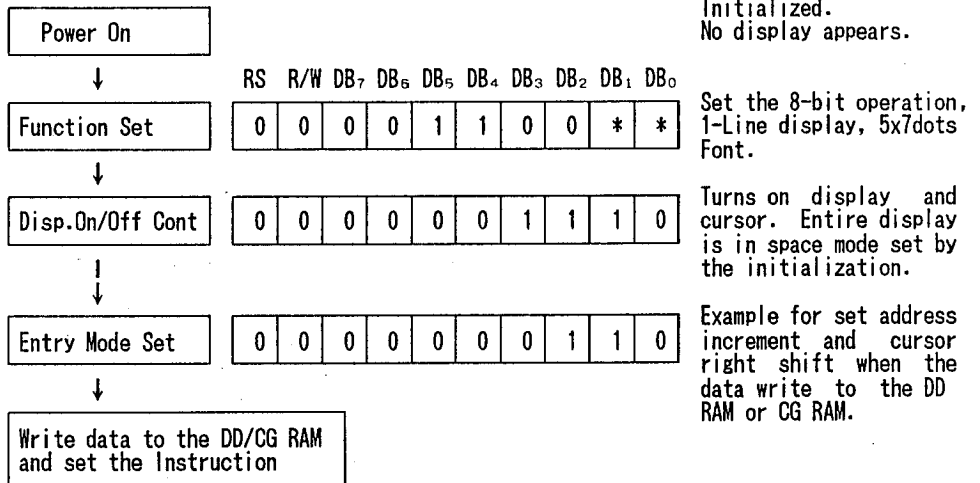 Initialized.
Power On
No display appears.
RS R/W DB₇ DB₆ DB₅ DB₄ DB₃ DB₂ DB₁ DB₀
Function Set
0 0 0 0 1 1 0 0 * *
Set the 8-bit operation,
1-Line display, 5x7dots
Font.
Disp.On/Off Cont
0 0 0 0 0 0 1 1 1 0
Turns on display and
cursor. Entire display
is in space mode set by
the initialization.
Entry Mode Set
0 0 0 0 0 0 0 1 1 0
Example for set address
increment and cursor
right shift when the
data write to the DD
RAM or CG RAM.
Write data to the DD/CG RAM
and set the Instruction